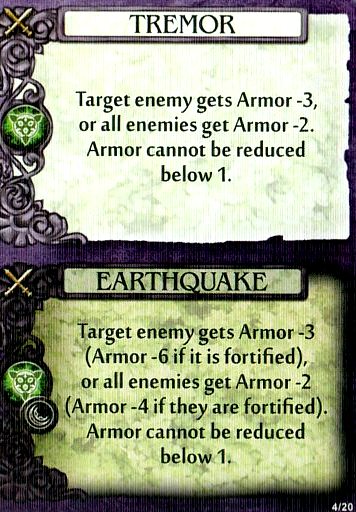 TREMOR
Target enemy gets Armor -3,
or all enemies get Armor -2.
Armor cannot be reduced
below 1.
EARTHQUAKE
Target enemy gets Armor -3
(Armor -6 if it is fortified),
or all enemies get Armor -2
(Armor -4 if they are fortified).
Armor cannot be reduced
below 1.
4/20